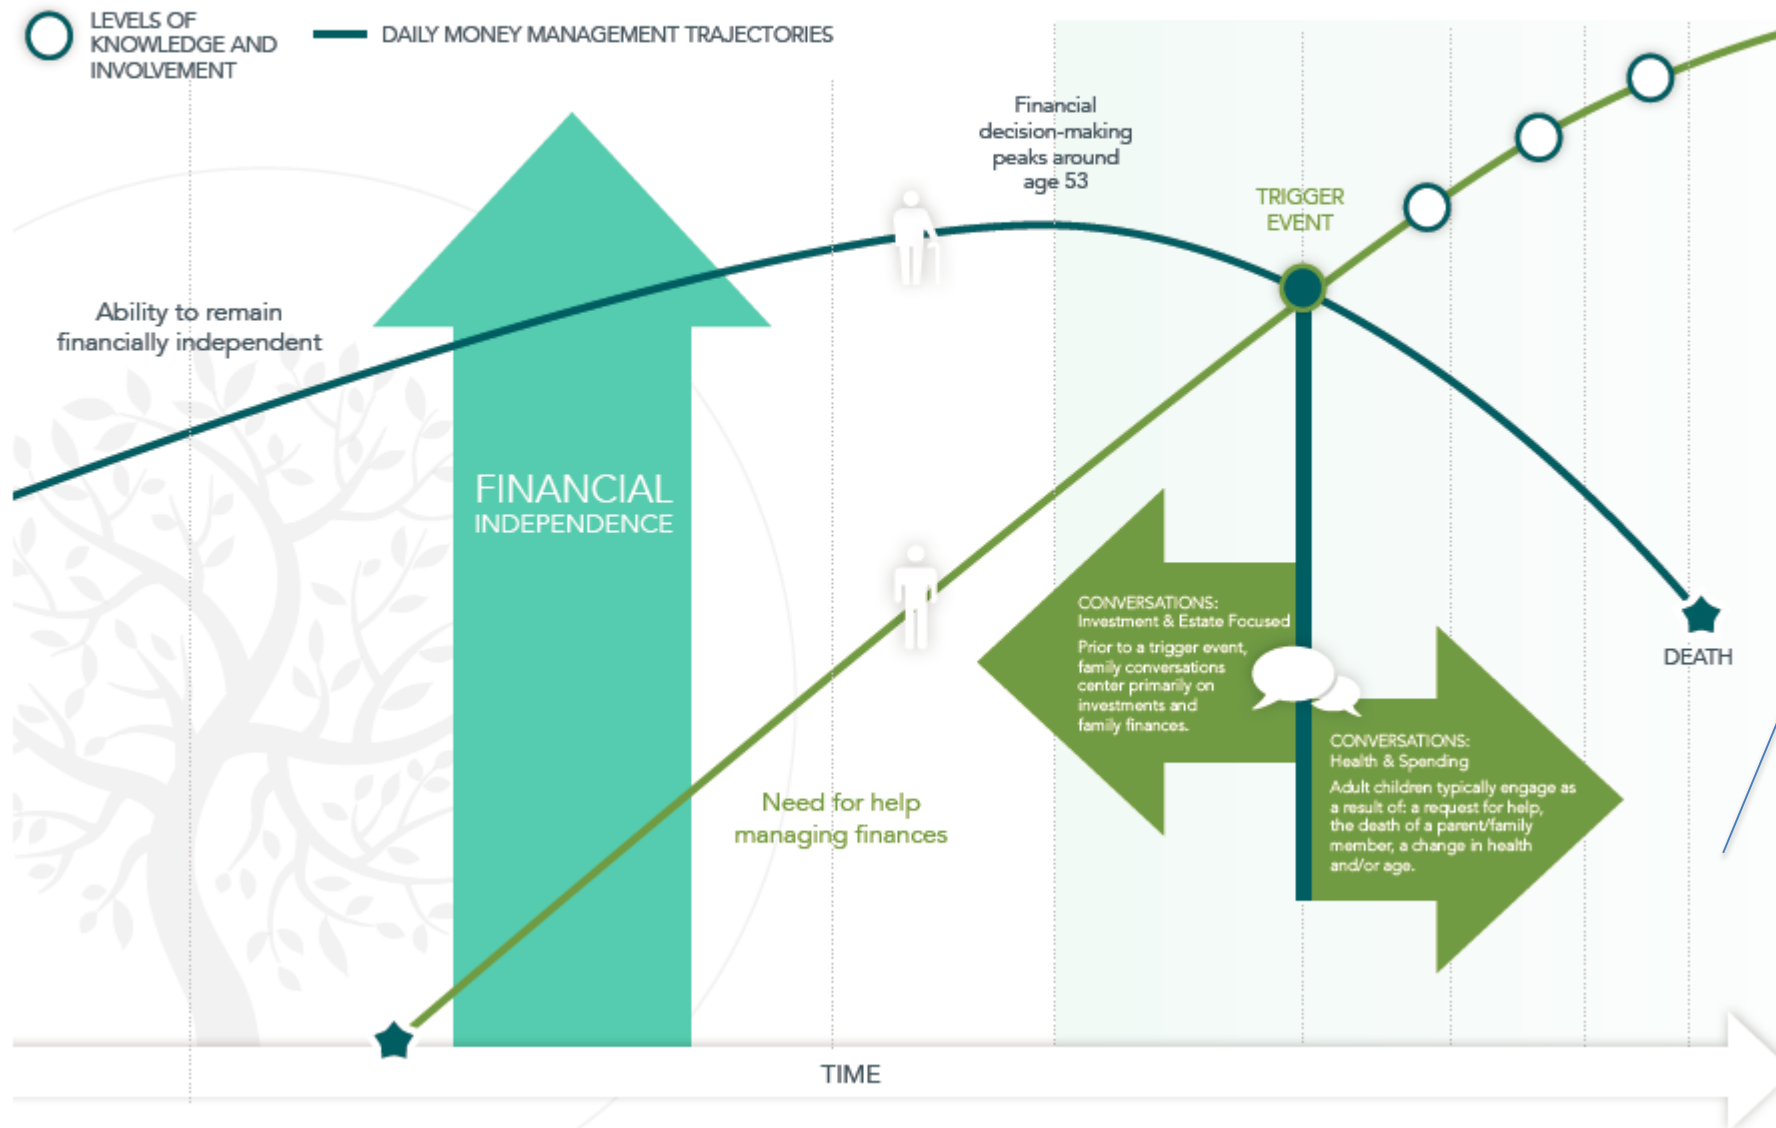 LEVELS OF
KNOWLEDGE AND
INVOLVEMENT
DAILY MONEY MANAGEMENT TRAJECTORIES
Financial
decision-making
peaks around
age 53
TRIGGER
EVENT
Ability to remain
financially independent
FINANCIAL
INDEPENDENCE
CONVERSATIONS:
Investment & Estate Focused
Prior to a trigger event,
family conversations
center primarily on
investments and
family finances.
DEATH
CONVERSATIONS:
Health & Spending
Adult children typically engage as
a result of: a request for help,
the death of a parent/family
member, a change in health
and/or age.
Need for help
managing finances
TIME